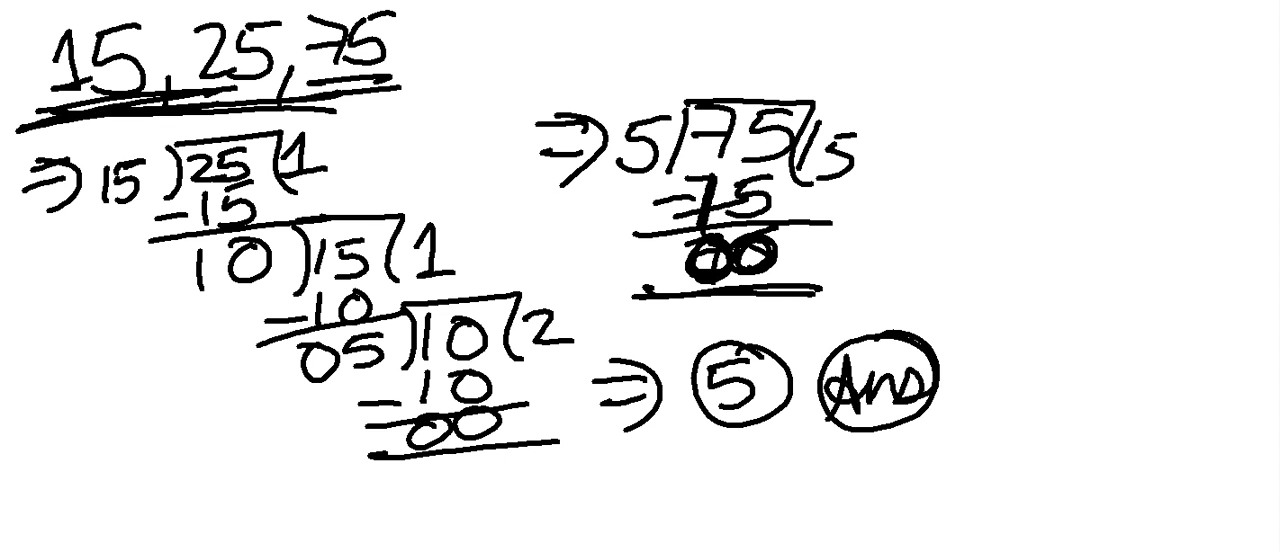 15, 25, 75
⇒ 15 ) 25 ( 1
- 15
10 ) 15 ( 1
- 10
05 ) 10 ( 2
- 10
00
⇒ 5 ) 75 ( 15
- 75
00
⇒ 5 Ans